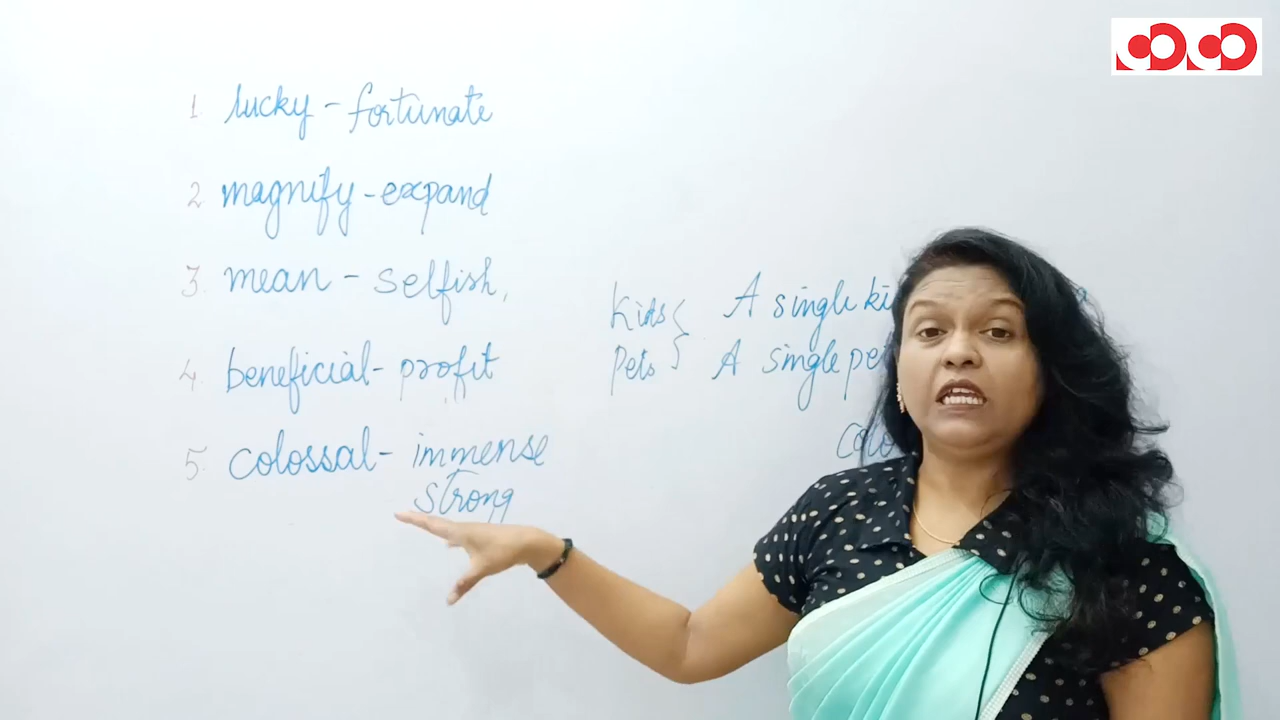 1. lucky - fortunate
2 magnify - expand
3. mean - selfish,
4. beneficial - profit
5. colossal - immense
strong
Kids { A single
Pets { A single